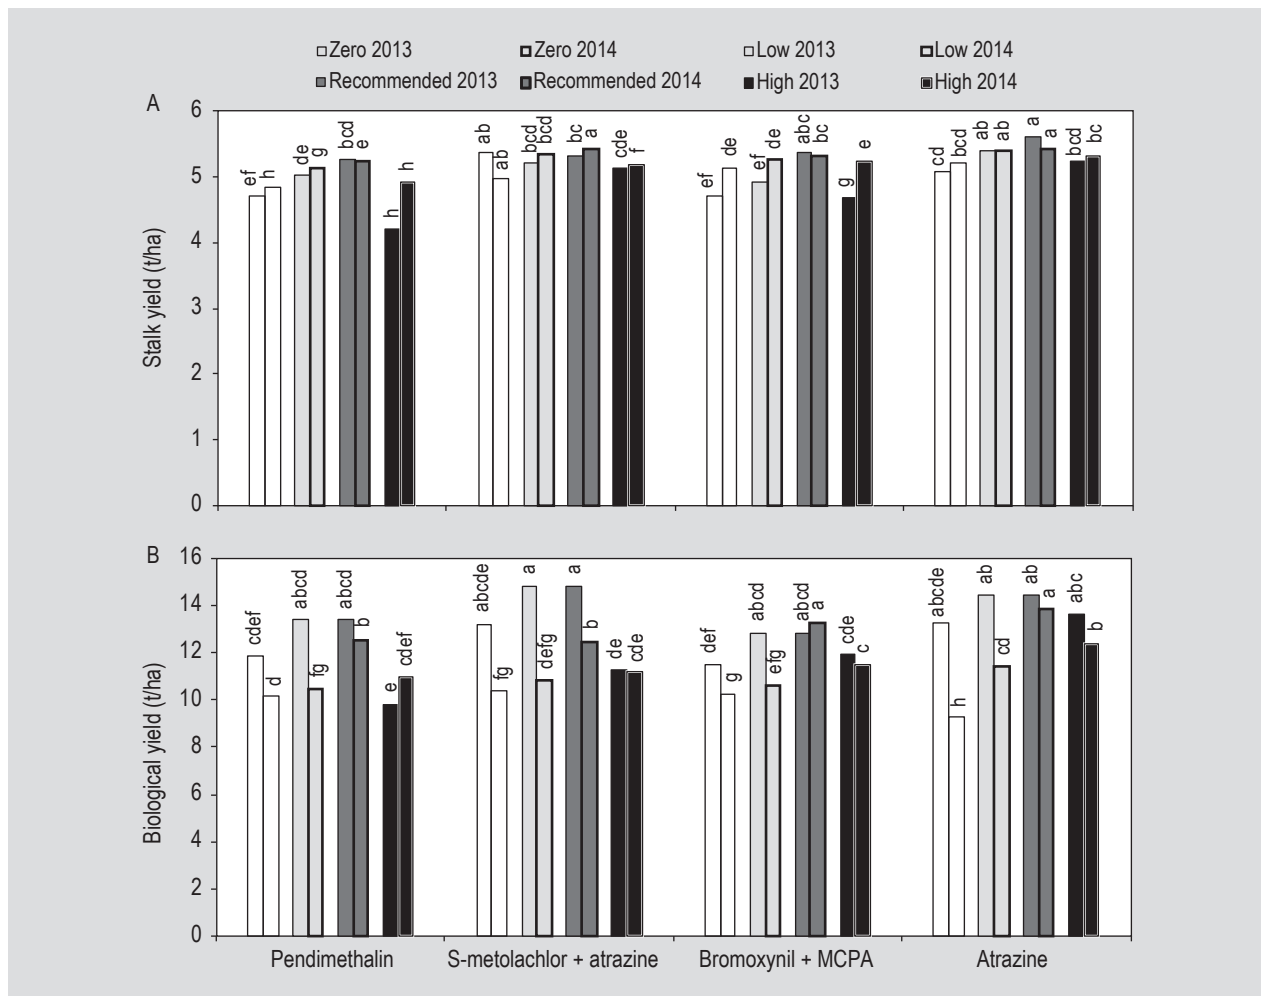 Zero 2013 Zero 2014 Low 2013 Low 2014
Recommended 2013 Recommended 2014 High 2013 High 2014
A
Stalk yield (t/ha)
6
5
4
3
2
1
0
ef h de g bcd e h h
ab ab bcd bcd bc a cde f
ef de ef de abc bc g e
cd bcd ab ab a a bcd bc
B
Biological yield (t/ha)
16
14
12
10
8
6
4
2
0
cdef d abcd fg abcd b e cdef
abcde fg a defg a b de cde
def g abcd efg abcd a cde c
abcde h ab cd ab a abc b
Pendimethalin S-metolachlor + atrazine Bromoxynil + MCPA Atrazine